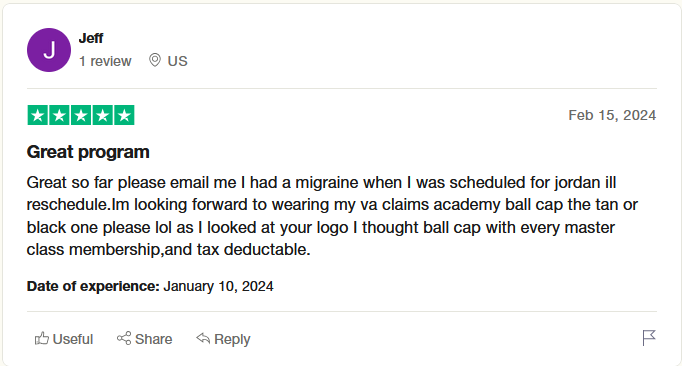 J
Jeff
1 review US
Feb 15, 2024
Great program
Great so far please email me I had a migraine when I was scheduled for jordan ill
reschedule.Im looking forward to wearing my va claims academy ball cap the tan or
black one please lol as I looked at your logo I thought ball cap with every master
class membership,and tax deductable.
Date of experience: January 10, 2024
Useful Share Reply